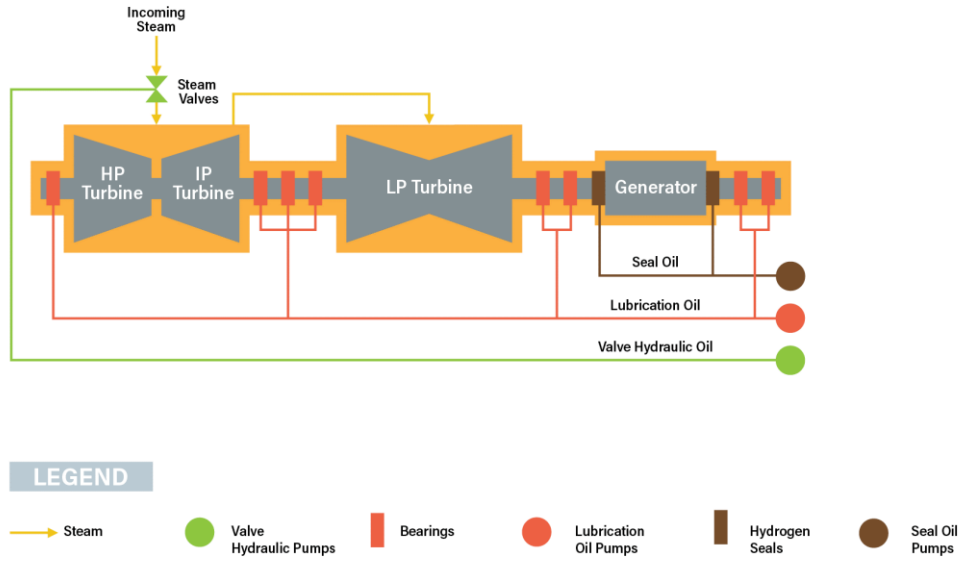 Incoming
Steam
Steam
Valves
HP
Turbine
IP
Turbine
LP Turbine
Generator
Seal Oil
Lubrication Oil
Valve Hydraulic Oil
LEGEND
Steam
Valve
Hydraulic Pumps
Bearings
Lubrication
Oil Pumps
Hydrogen
Seals
Seal Oil
Pumps